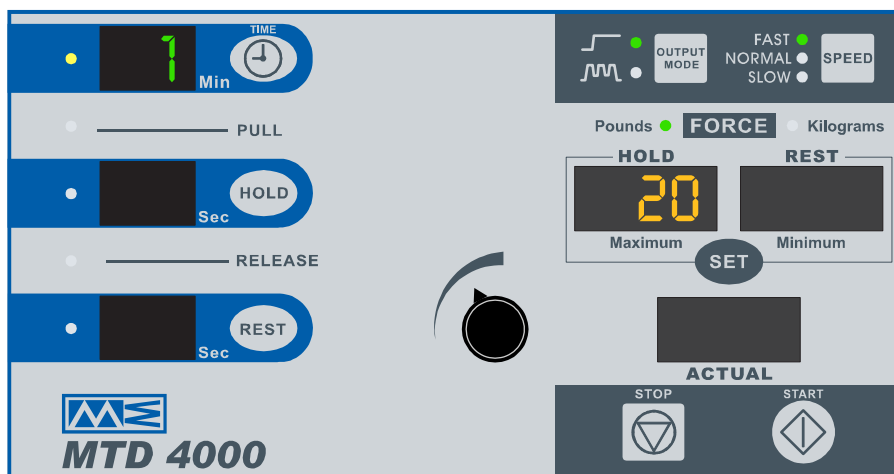 TIME
7
Min
PULL
HOLD
Sec
RELEASE
REST
Sec
MTD 4000
OUTPUT
MODE
FAST
NORMAL
SLOW
SPEED
Pounds FORCE Kilograms
HOLD REST
20
Maximum Minimum
SET
ACTUAL
STOP START